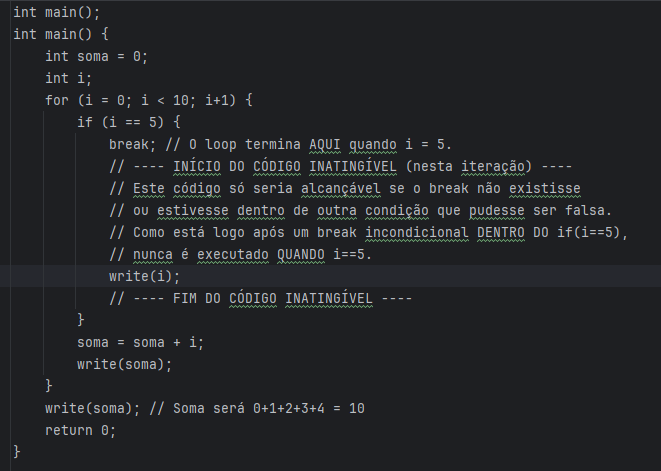 int main();
int main() {
    int soma = 0;
    int i;
    for (i = 0; i < 10; i+1) {
        if (i == 5) {
            break; // O loop termina AQUI quando i = 5.
            // ---- INÍCIO DO CÓDIGO INATINGÍVEL (nesta iteração) ----
            // Este código só seria alcançável se o break não existisse
            // ou estivesse dentro de outra condição que pudesse ser falsa.
            // Como está logo após um break incondicional DENTRO DO if(i==5),
            // nunca é executado QUANDO i==5.
            write(i);
            // ---- FIM DO CÓDIGO INATINGÍVEL ----
        }
        soma = soma + i;
        write(soma);
    }
    write(soma); // Soma será 0+1+2+3+4 = 10
    return 0;
}